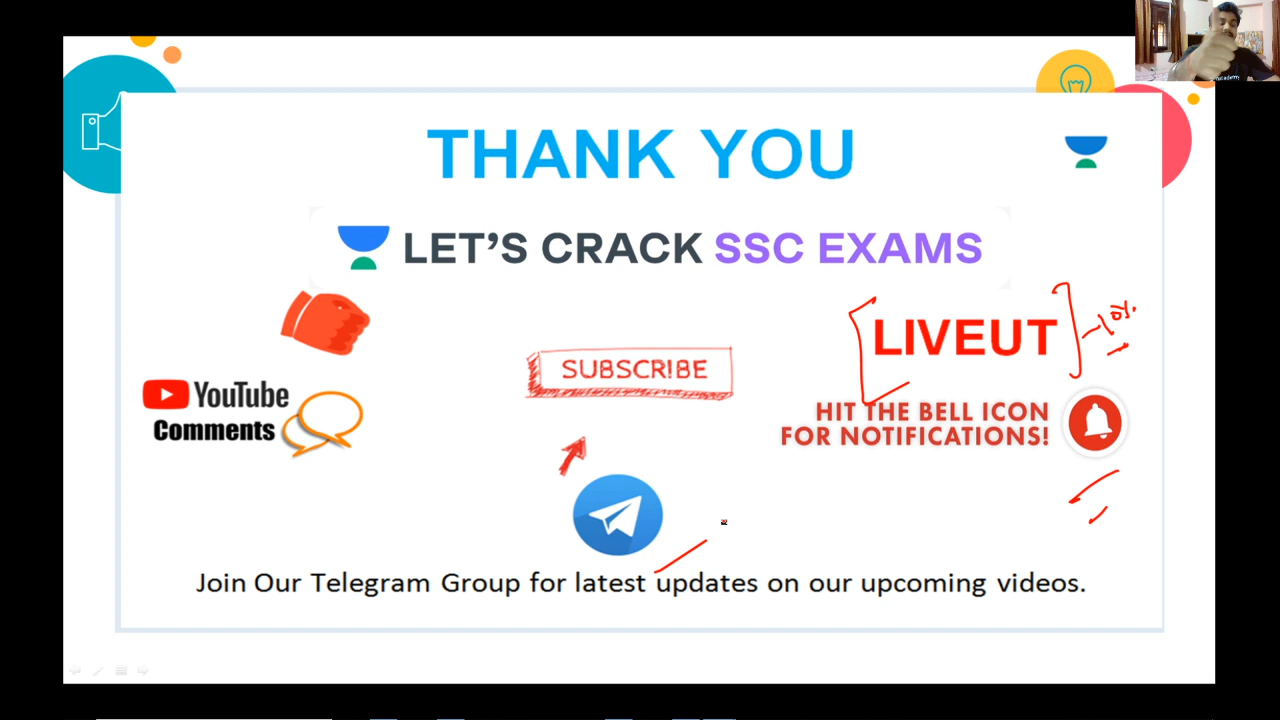 THANK YOU
LET'S CRACK SSC EXAMS
LIVEUT
10%
SUBSCRIBE
YouTube
Comments
HIT THE BELL ICON
FOR NOTIFICATIONS!
Join Our Telegram Group for latest updates on our upcoming videos.